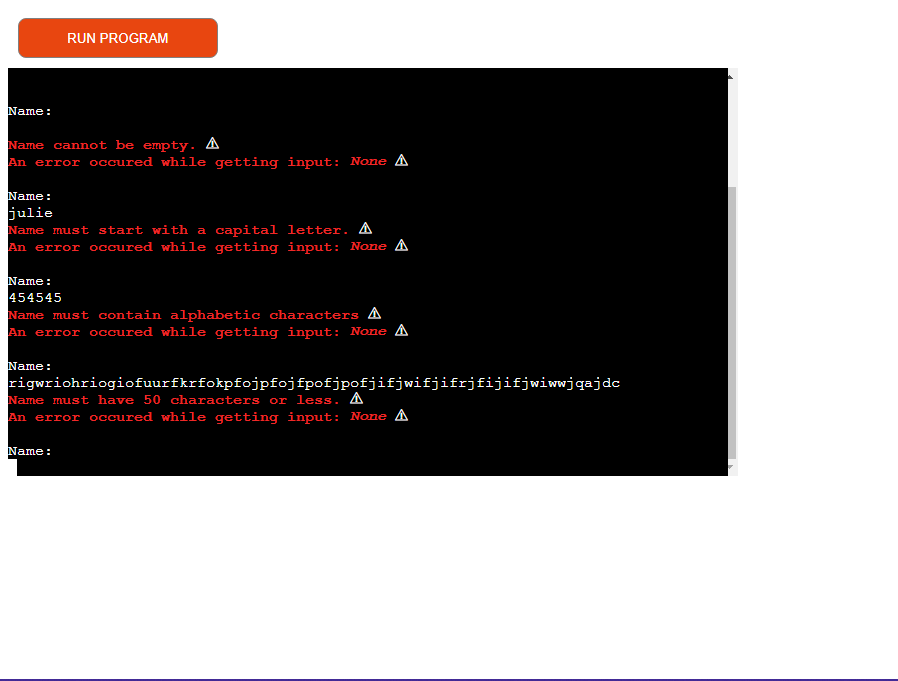 RUN PROGRAM
Name:
Name cannot be empty. ⚠
An error occured while getting input: None ⚠
Name:
julie
Name must start with a capital letter. ⚠
An error occured while getting input: None ⚠
Name:
454545
Name must contain alphabetic characters ⚠
An error occured while getting input: None ⚠
Name:
rigwriohriogiofuurfkrfokpfojpfojfpofjpofjifjwifjifrjfijifjwiwwjqajdc
Name must have 50 characters or less. ⚠
An error occured while getting input: None ⚠
Name: